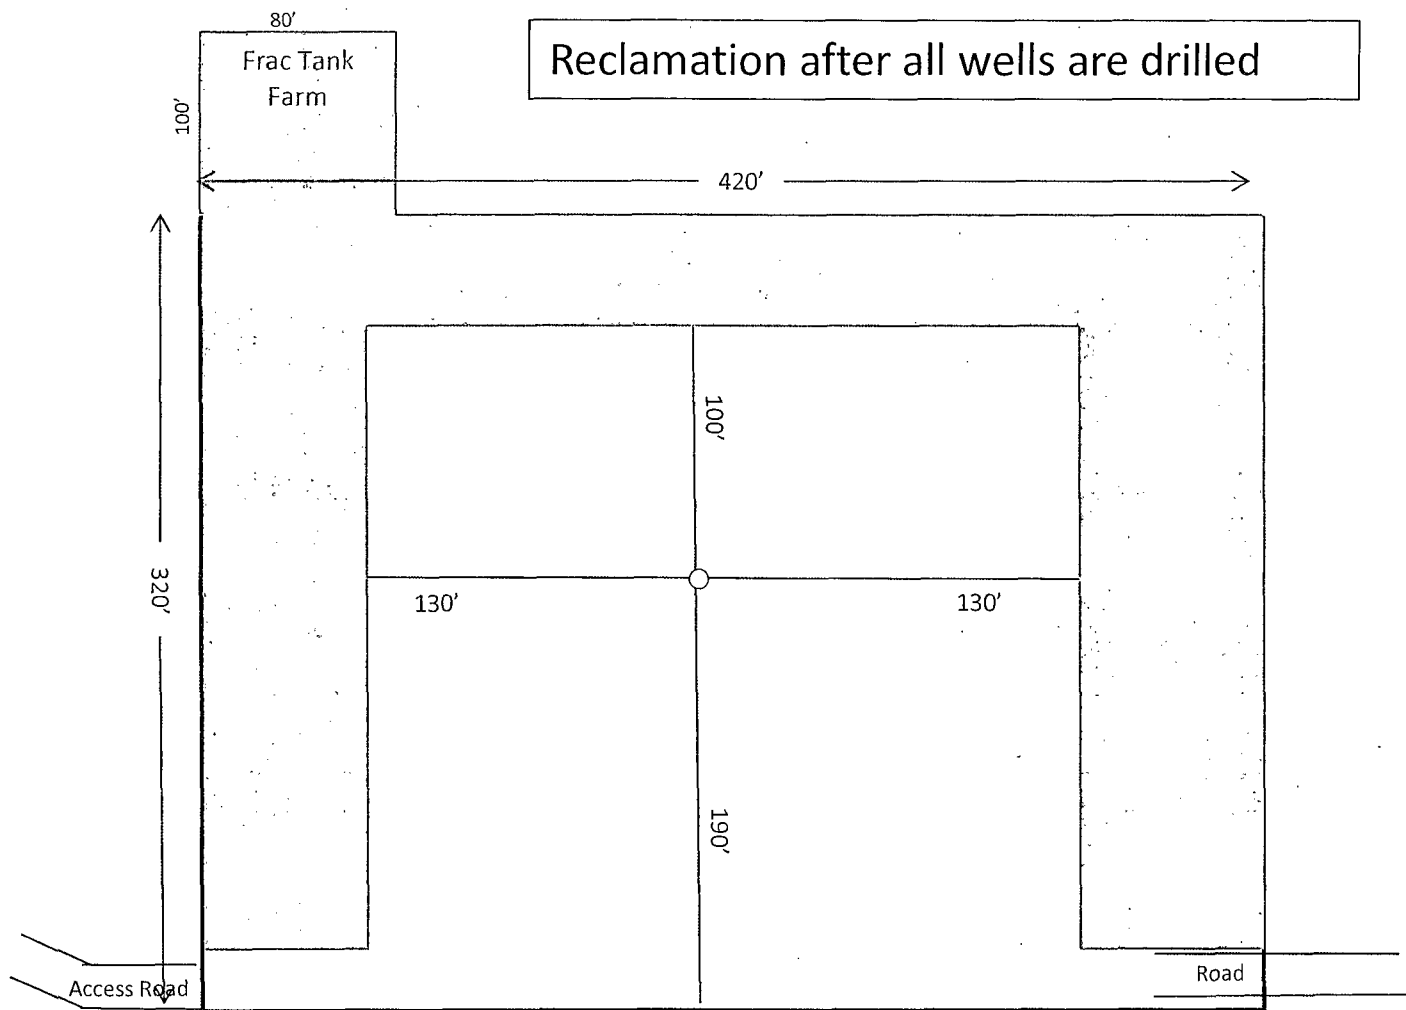 80’
Frac Tank
Farm
100’
Reclamation after all wells are drilled
420’
100’
320’
130’
130’
190’
Access Road
Road